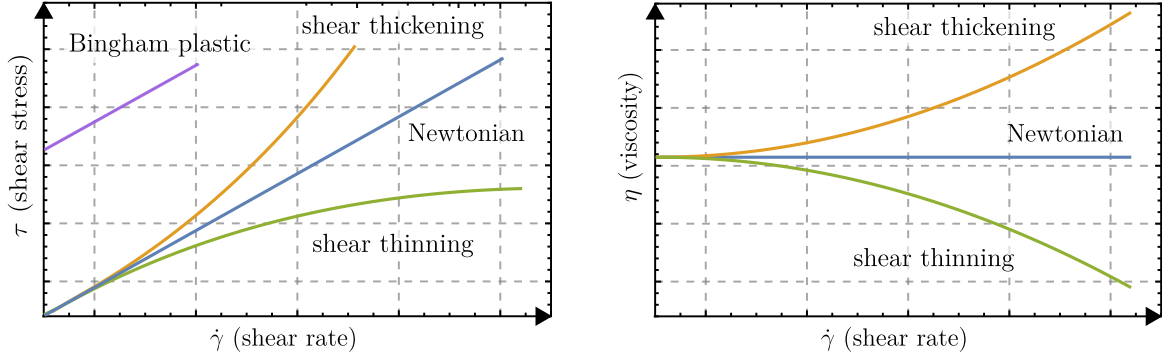 shear thickening
Bingham plastic
Newtonian
shear thinning
τ (shear stress)
γ̇ (shear rate)
shear thickening
Newtonian
shear thinning
η (viscosity)
γ̇ (shear rate)